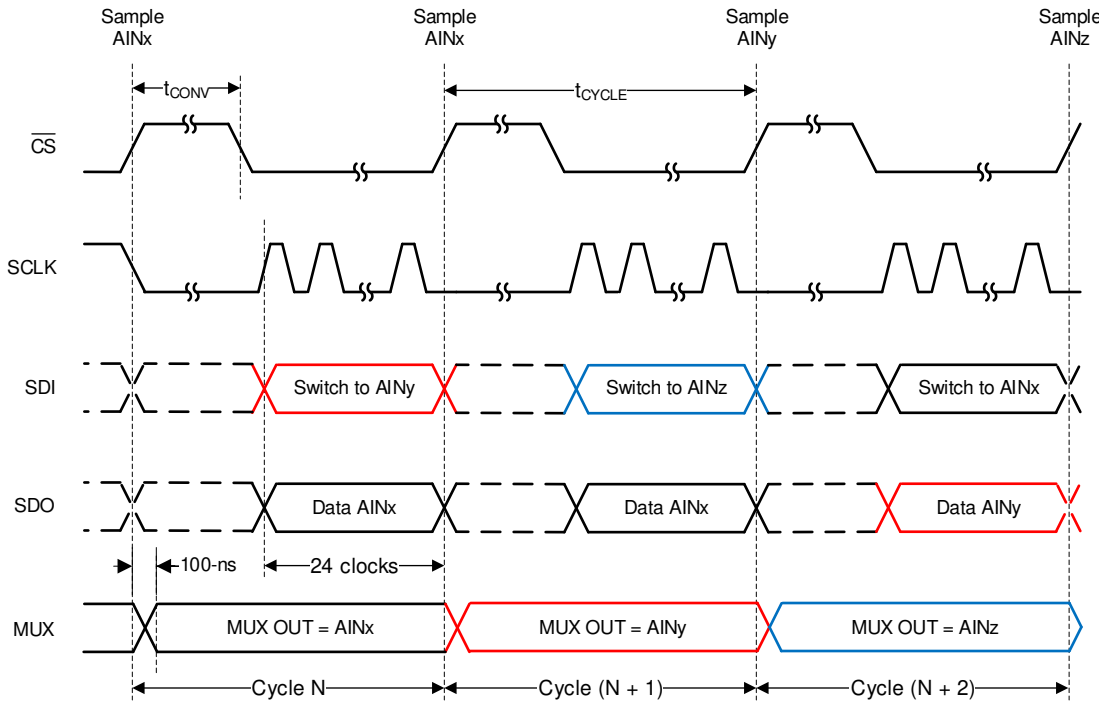 Sample
AINx
Sample
AINx
Sample
AINy
Sample
AINz
tCONV
tCYCLE
CS
SCLK
SDI
Switch to AINy
Switch to AINz
Switch to AINx
SDO
Data AINx
Data AINx
Data AINy
100-ns
24 clocks
MUX
MUX OUT = AINx
MUX OUT = AINy
MUX OUT = AINz
Cycle N
Cycle (N + 1)
Cycle (N + 2)